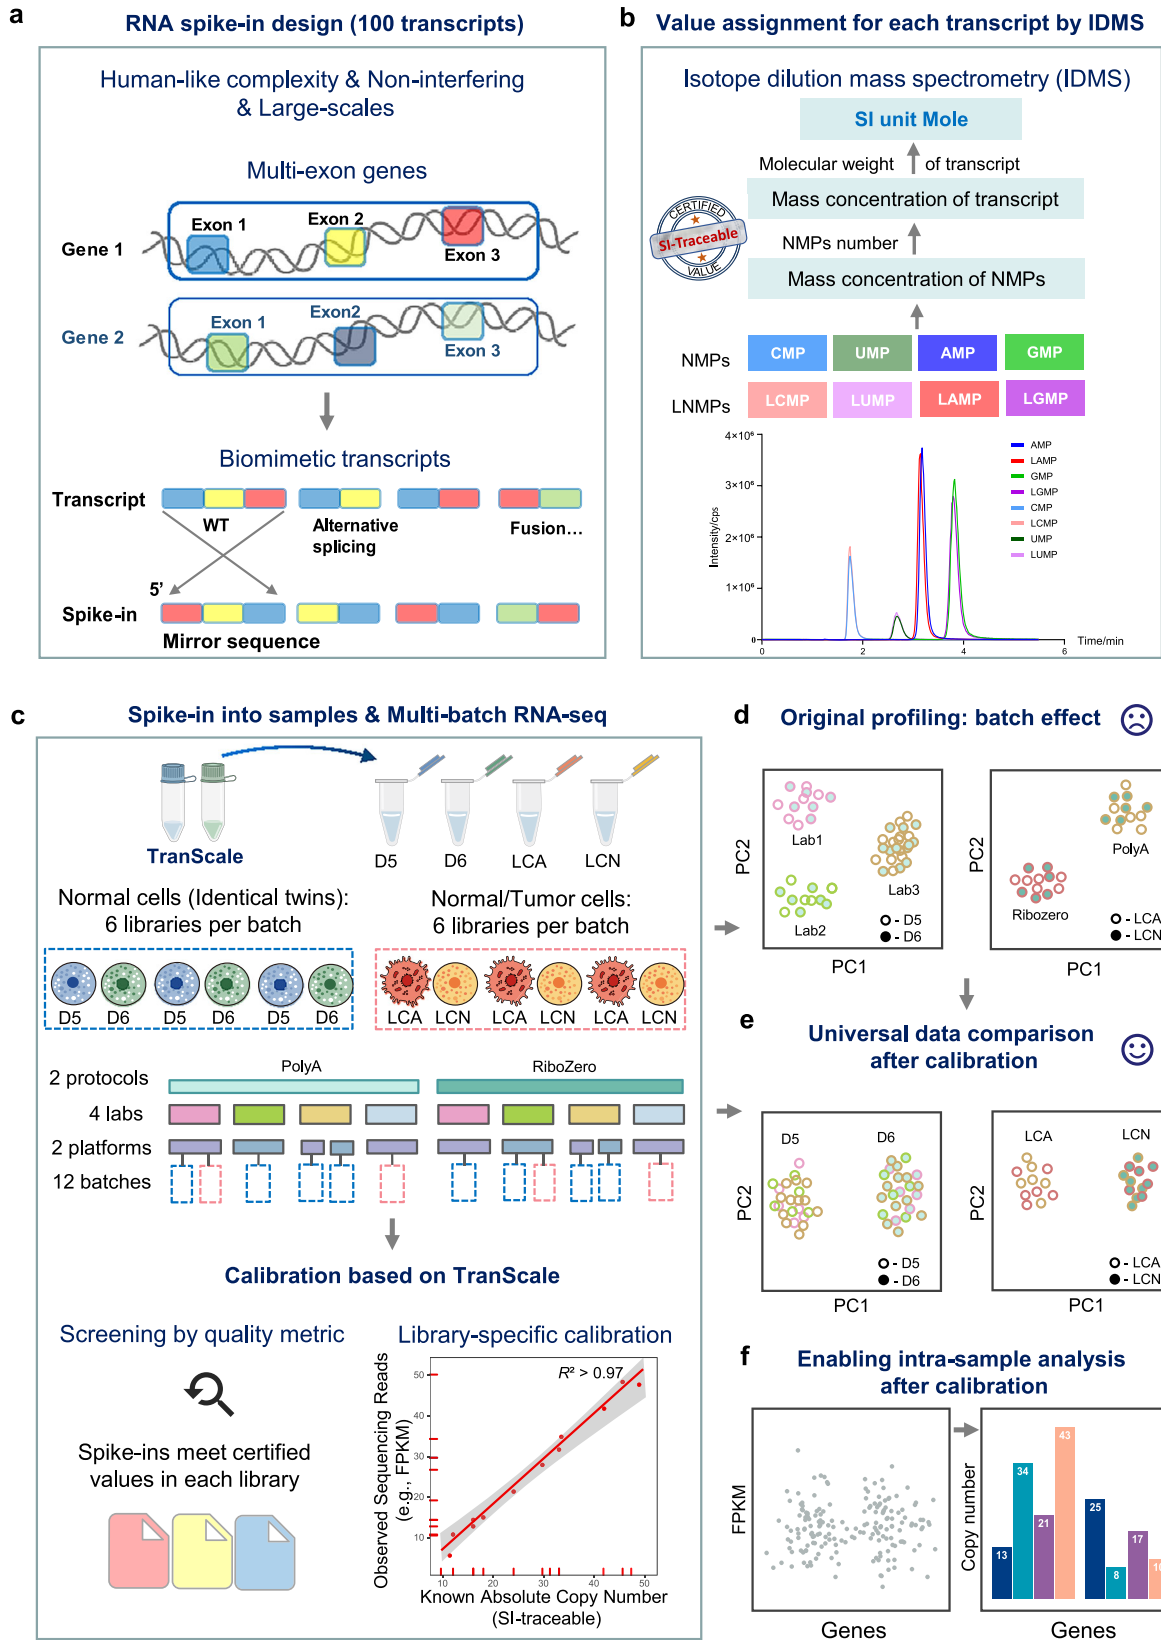 a
RNA spike-in design (100 transcripts)
Human-like complexity & Non-interfering
& Large-scales
Multi-exon genes
Gene 1
Exon 1
Exon 2
Exon 3
Gene 2
Exon 1
Exon2
Exon 3
Biomimetic transcripts
Transcript
WT
Alternative
splicing
Fusion...
5’
Spike-in
Mirror sequence
b
Value assignment for each transcript by IDMS
Isotope dilution mass spectrometry (IDMS)
SI unit Mole
Molecular weight of transcript
Mass concentration of transcript
CERTIFIED
SI-Traceable
VALUE
NMPs number
Mass concentration of NMPs
NMPs
CMP
UMP
AMP
GMP
LNMPs
LCMP
LUMP
LAMP
LGMP
4×10⁶
3×10⁶
2×10⁶
1×10⁶
0
Intensity/cps
AMP
LAMP
GMP
LGMP
CMP
LCMP
UMP
LUMP
0
2
4
6
Time/min
c
Spike-in into samples & Multi-batch RNA-seq
TranScale
D5
D6
LCA
LCN
Normal cells (Identical twins):
6 libraries per batch
Normal/Tumor cells:
6 libraries per batch
D5 D6 D5 D6 D5 D6
LCA LCN LCA LCN LCA LCN
2 protocols
PolyA
RiboZero
4 labs
2 platforms
12 batches
Calibration based on TranScale
Screening by quality metric
Spike-ins meet certified
values in each library
Library-specific calibration
R² > 0.97
Observed Sequencing Reads
(e.g., FPKM)
50
40
30
20
10
10
20
30
40
50
Known Absolute Copy Number
(SI-traceable)
d
Original profiling: batch effect
Lab1
Lab2
Lab3
- D5
- D6
PC2
PC1
PolyA
Ribozero
- LCA
- LCN
PC2
PC1
e
Universal data comparison
after calibration
D5
D6
- D5
- D6
PC2
PC1
LCA
LCN
- LCA
- LCN
PC2
PC1
f
Enabling intra-sample analysis
after calibration
FPKM
Genes
Copy number
13
34
21
43
25
8
17
Genes